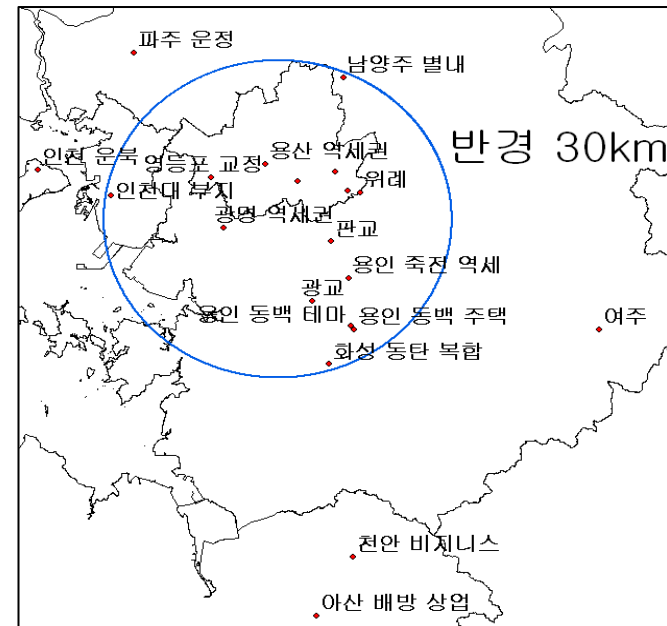 파주 운정
남양주 별내
반경 30km
인천 운북
영등포 교정
용산 역세권
인천대 부지
위례
광명 역세권
판교
용인 죽전 역세
광교
용인 동백 테마
용인 동백 주택
여주
화성 동탄 복합
천안 비지니스
아산 배방 상업